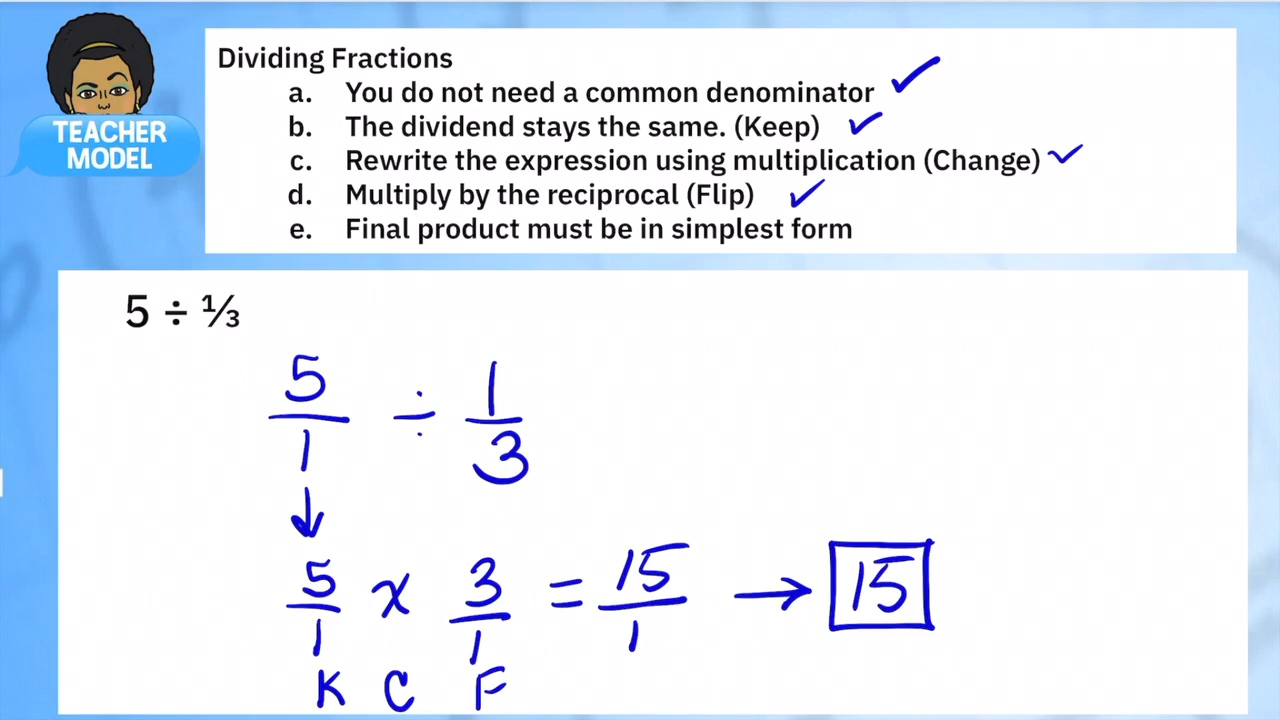 TEACHER
MODEL
Dividing Fractions
a. You do not need a common denominator ✓
b. The dividend stays the same. (Keep) ✓
c. Rewrite the expression using multiplication (Change) ✓
d. Multiply by the reciprocal (Flip) ✓
e. Final product must be in simplest form
5 ÷ ⅓
5/1 ÷ 1/3
↓
5/1 x 3/1 = 15/1 → 15
K C F